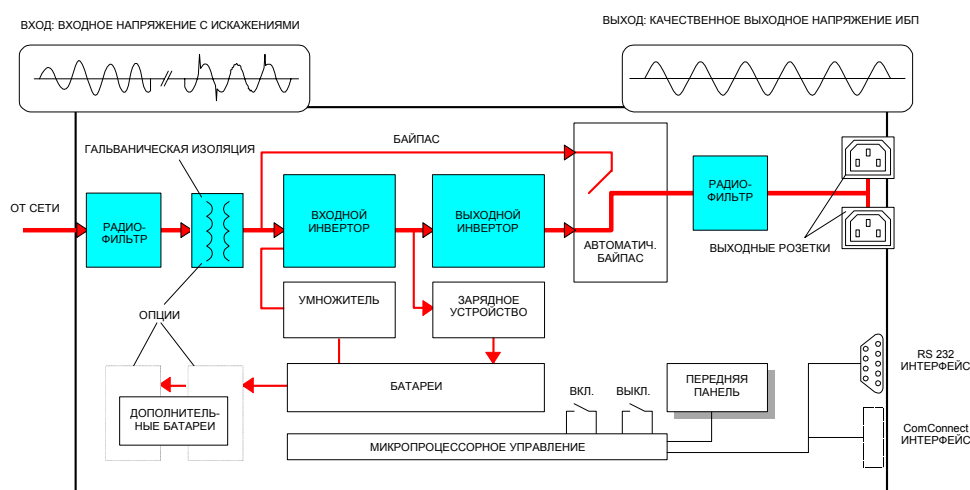 ВХОД: ВХОДНОЕ НАПРЯЖЕНИЕ С ИСКАЖЕНИЯМИ
ВЫХОД: КАЧЕСТВЕННОЕ ВЫХОДНОЕ НАПРЯЖЕНИЕ ИБП
ГАЛЬВАНИЧЕСКАЯ ИЗОЛЯЦИЯ
БАЙПАС
ОТ СЕТИ
РАДИО-
ФИЛЬТР
ВХОДНОЙ
ИНВЕРТОР
ВЫХОДНОЙ
ИНВЕРТОР
АВТОМАТИЧ.
БАЙПАС
РАДИО-
ФИЛЬТР
ВЫХОДНЫЕ РОЗЕТКИ
ОПЦИИ
УМНОЖИТЕЛЬ
ЗАРЯДНОЕ
УСТРОЙСТВО
БАТАРЕИ
ДОПОЛНИТЕЛЬ-
НЫЕ БАТАРЕИ
ВКЛ.
ВЫКЛ.
ПЕРЕДНЯЯ
ПАНЕЛЬ
RS 232
ИНТЕРФЕЙС
МИКРОПРОЦЕССОРНОЕ УПРАВЛЕНИЕ
ComConnect
ИНТЕРФЕЙС